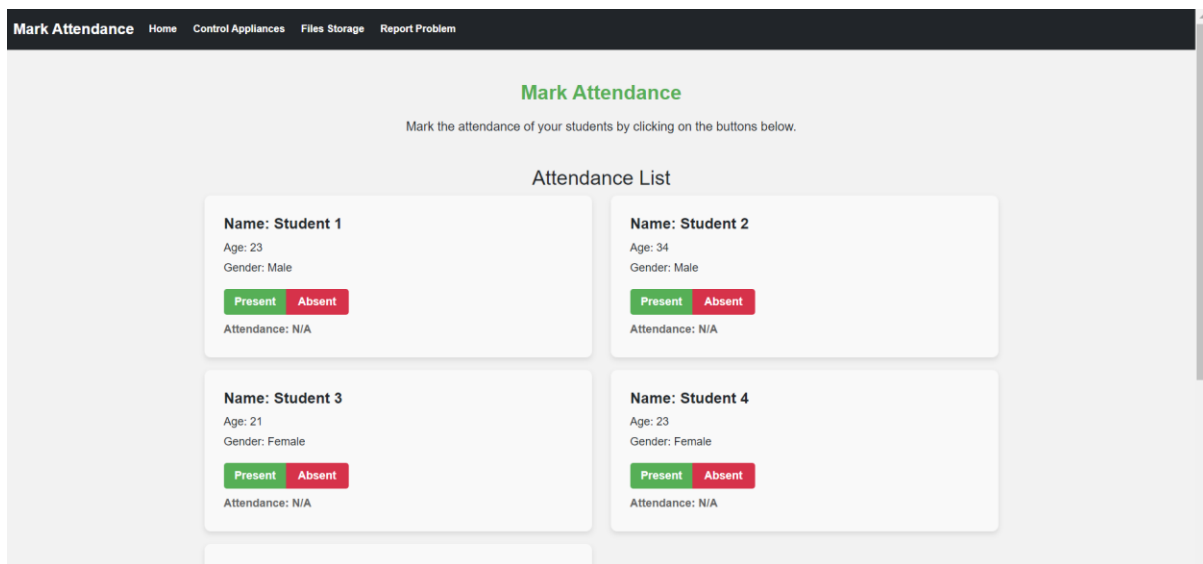 Mark Attendance Home Control Appliances Files Storage Report Problem
Mark Attendance
Mark the attendance of your students by clicking on the buttons below.
Attendance List
Name: Student 1
Age: 23
Gender: Male
Present Absent
Attendance: N/A
Name: Student 2
Age: 34
Gender: Male
Present Absent
Attendance: N/A
Name: Student 3
Age: 21
Gender: Female
Present Absent
Attendance: N/A
Name: Student 4
Age: 23
Gender: Female
Present Absent
Attendance: N/A